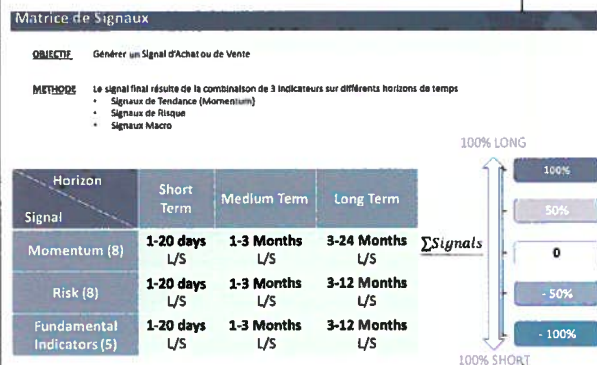 Matrice de Signaux
OBJECTIF Générer un Signal d'Achat ou de Vente
METHODE Le signal final résulte de la combinaison de 3 indicateurs sur différents horizons de temps
• Signaux de Tendance (Momentum)
• Signaux de Risque
• Signaux Macro
100% LONG
Horizon
Signal
Short Term
Medium Term
Long Term
Momentum (8)
1-20 days L/S
1-3 Months L/S
3-24 Months L/S
Risk (8)
1-20 days L/S
1-3 Months L/S
3-12 Months L/S
Fundamental Indicators (5)
1-20 days L/S
1-3 Months L/S
3-12 Months L/S
∑Signals
100%
50%
0
- 50%
- 100%
100% SHORT